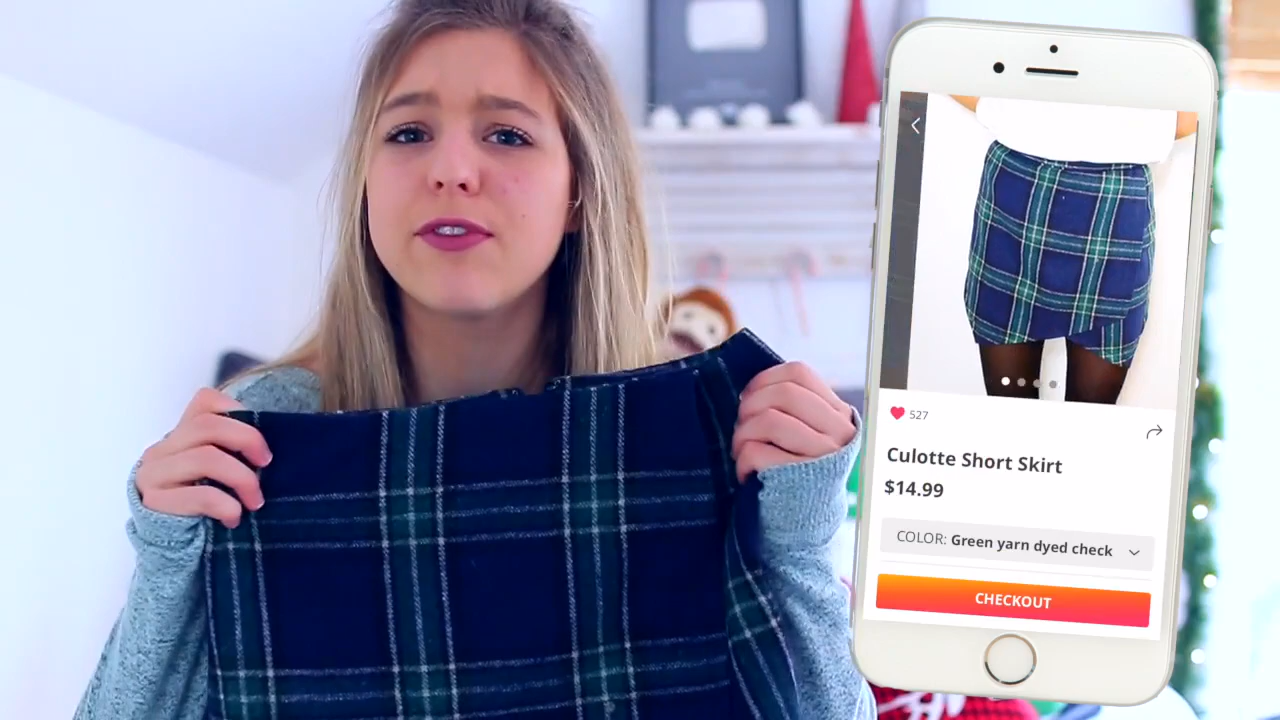 527
Culotte Short Skirt
$14.99
COLOR: Green yarn dyed check
CHECKOUT